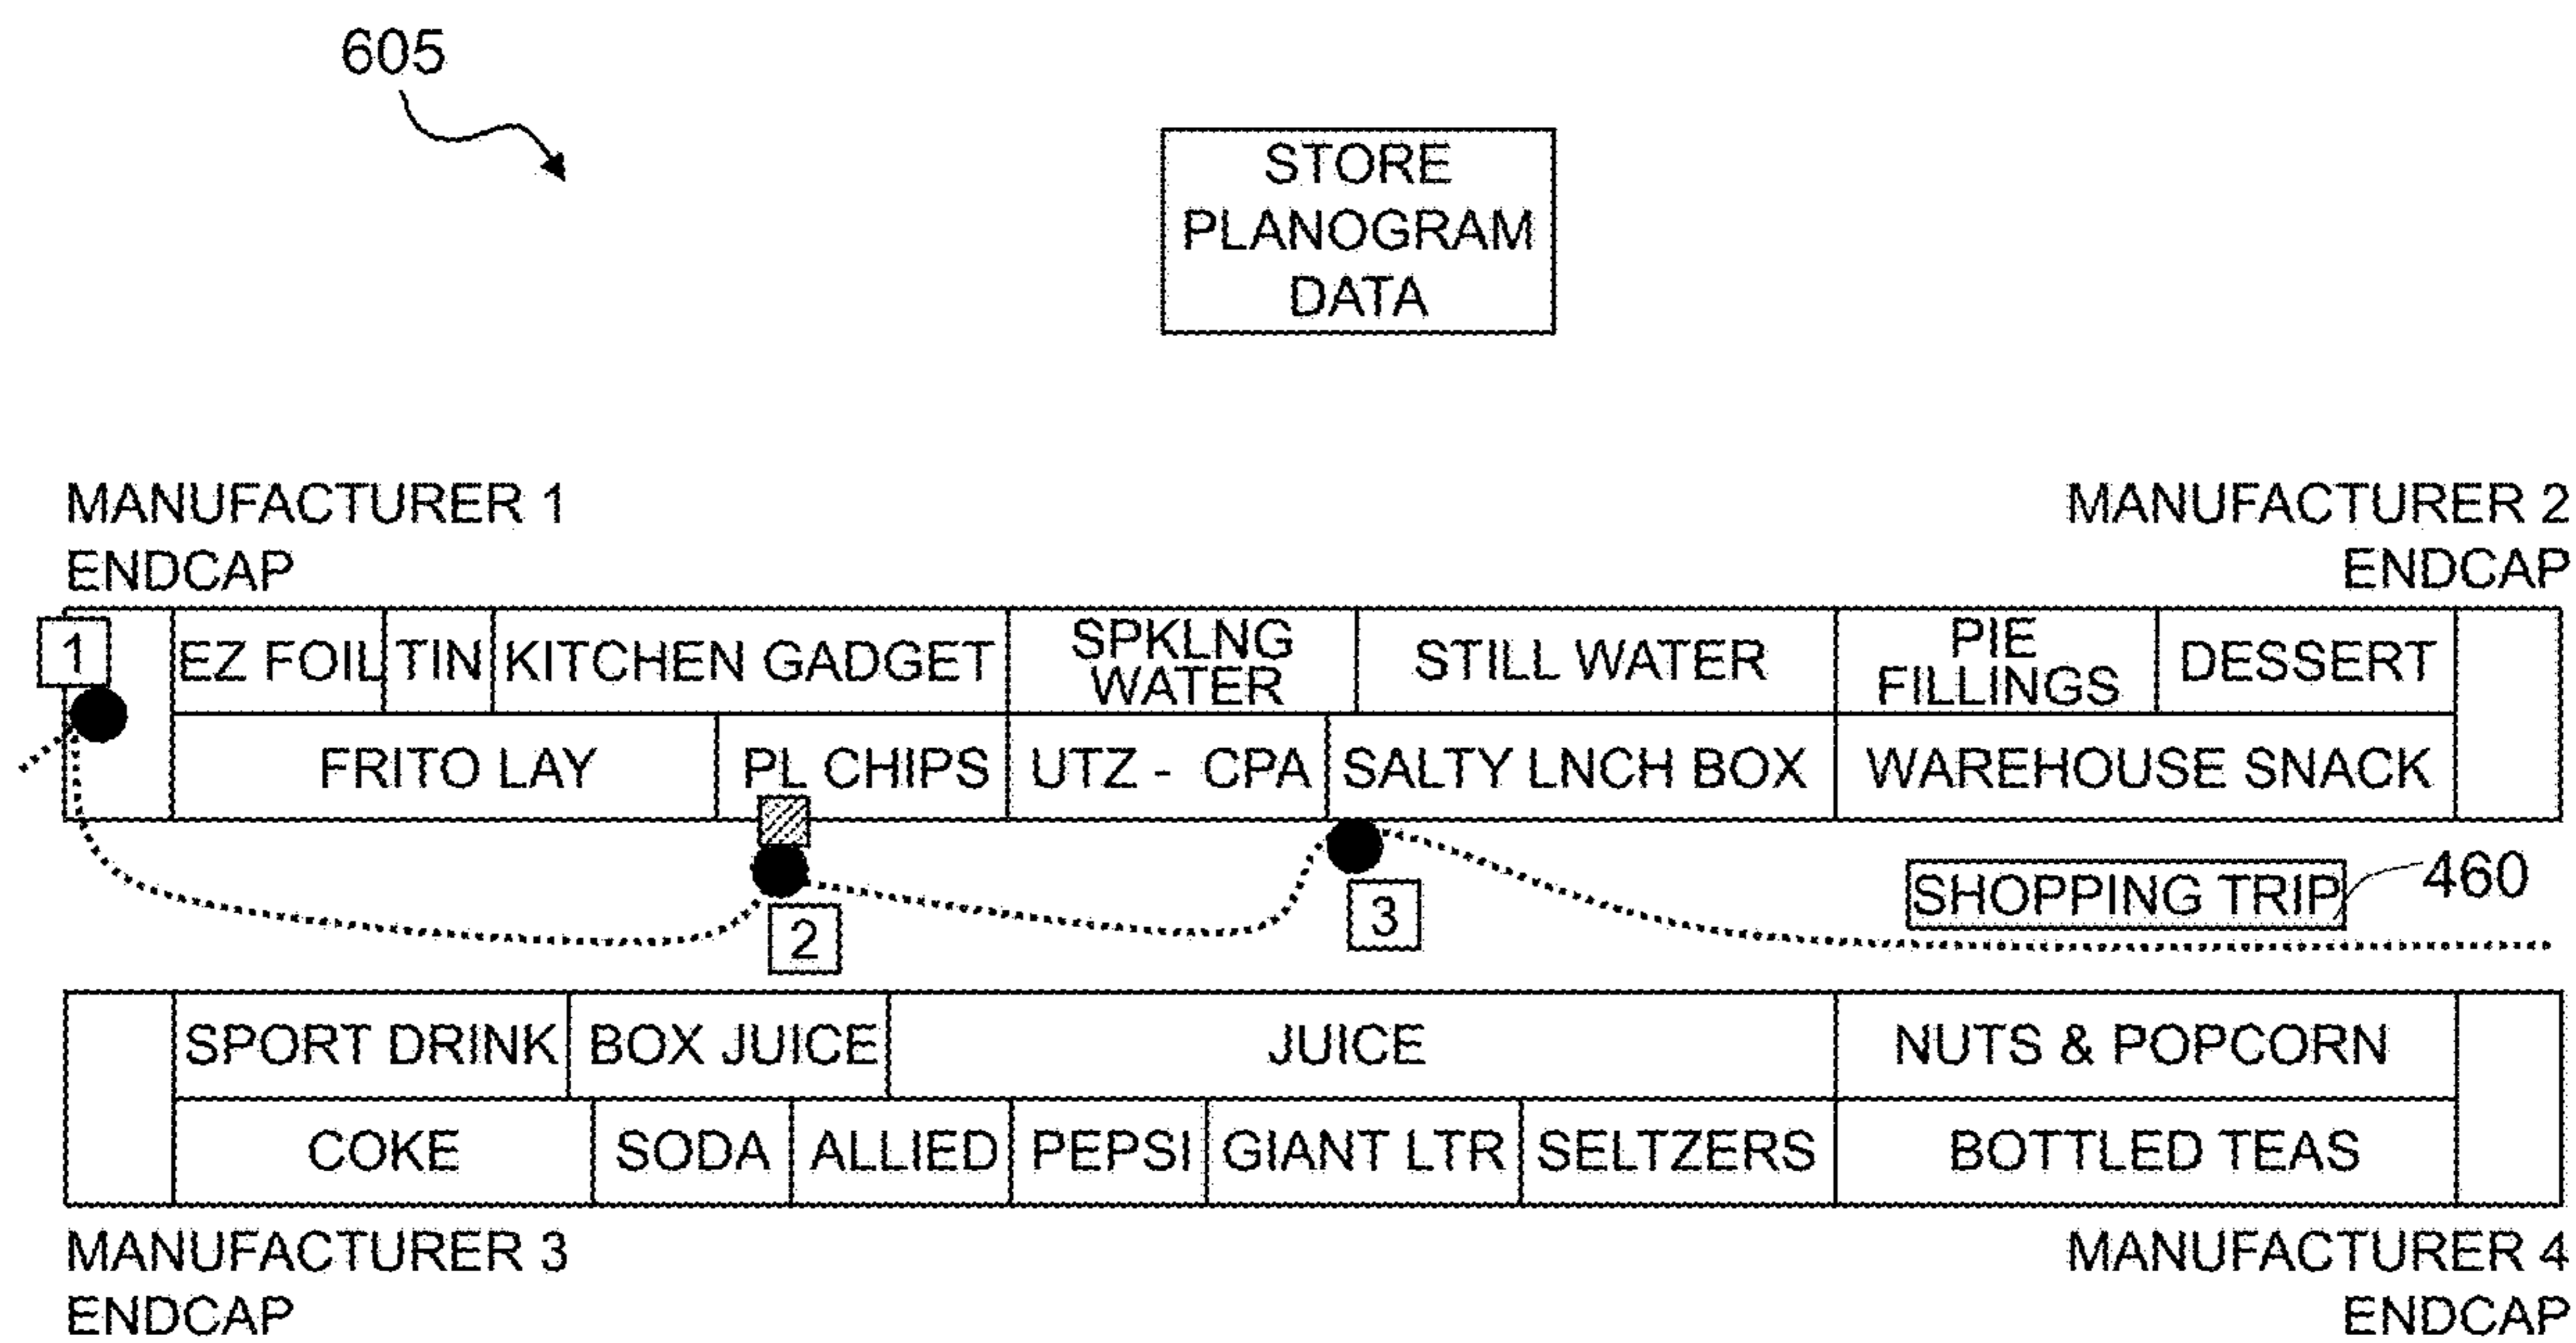 605
STORE
PLANOGRAM
DATA
MANUFACTURER 1
ENDCAP
MANUFACTURER 2
ENDCAP
1
EZ FOIL
TIN
KITCHEN GADGET
SPKLNG
WATER
STILL WATER
PIE
FILLINGS
DESSERT
FRITO LAY
PL CHIPS
UTZ - CPA
SALTY LNCH BOX
WAREHOUSE SNACK
2
3
SHOPPING TRIP
460
SPORT DRINK
BOX JUICE
JUICE
NUTS & POPCORN
COKE
SODA
ALLIED
PEPSI
GIANT LTR
SELTZERS
BOTTLED TEAS
MANUFACTURER 3
ENDCAP
MANUFACTURER 4
ENDCAP